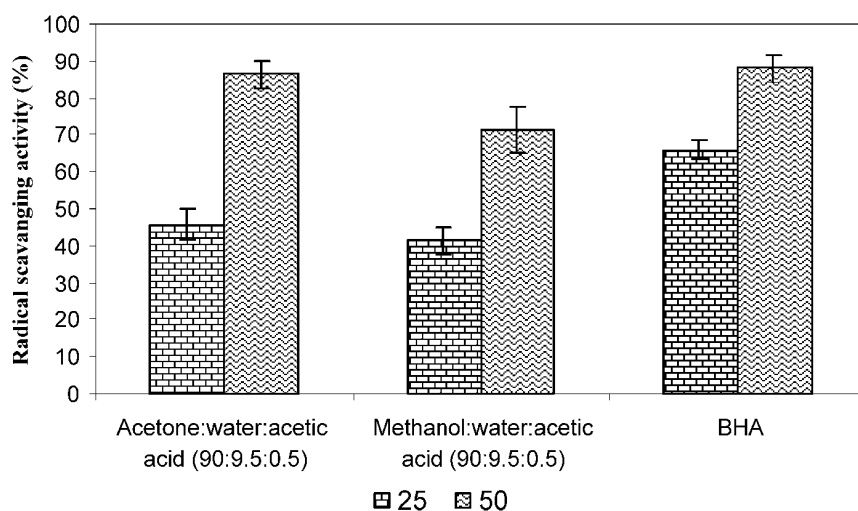 Radical scavanging activity (%)
100
90
80
70
60
50
40
30
20
10
0
Acetone:water:acetic
acid (90:9.5:0.5)
Methanol:water:acetic
acid (90:9.5:0.5)
BHA
25
50